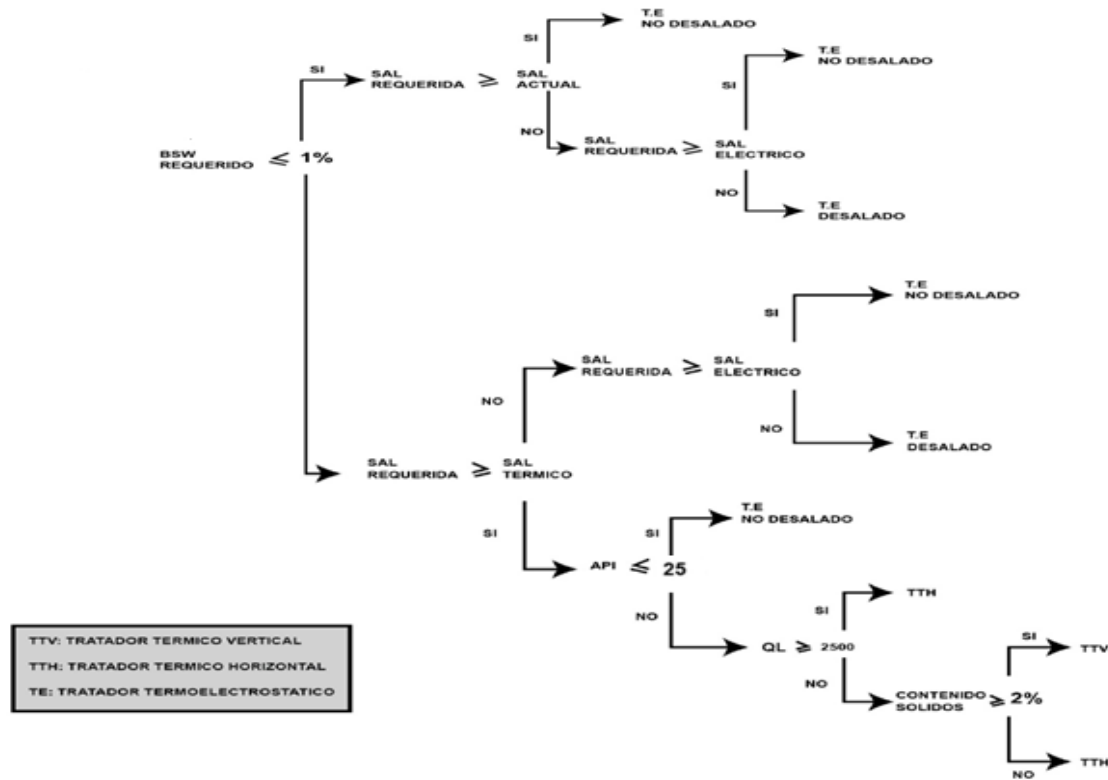 T.E
NO DESALADO
SI
SI
SAL
REQUERIDA ≥ SAL
ACTUAL
T.E
NO DESALADO
SI
NO
SAL
REQUERIDA ≥ SAL
ELECTRICO
BSW
REQUERIDO ≤ 1%
NO
T.E
DESALADO
T.E
NO DESALADO
SI
SAL
REQUERIDA ≥ SAL
ELECTRICO
NO
NO
T.E
DESALADO
SAL
REQUERIDA ≥ SAL
TERMICO
T.E
NO DESALADO
SI
SI
API ≤ 25
TTH
SI
NO
QL ≥ 2500
SI
TTV
NO
CONTENIDO
SOLIDOS ≥ 2%
TTH
NO
TTV: TRATADOR TERMICO VERTICAL
TTH: TRATADOR TERMICO HORIZONTAL
TE: TRATADOR TERMOELECTROSTATICO